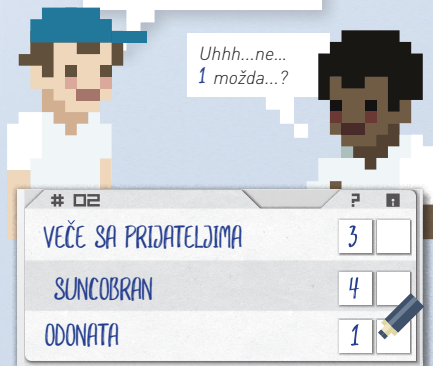 Uhhh...ne...
1 možda...?
# 02 ?
VEČE SA PRIJATELJIMA 3
SUNCOBRAN 4
ODONATA 1